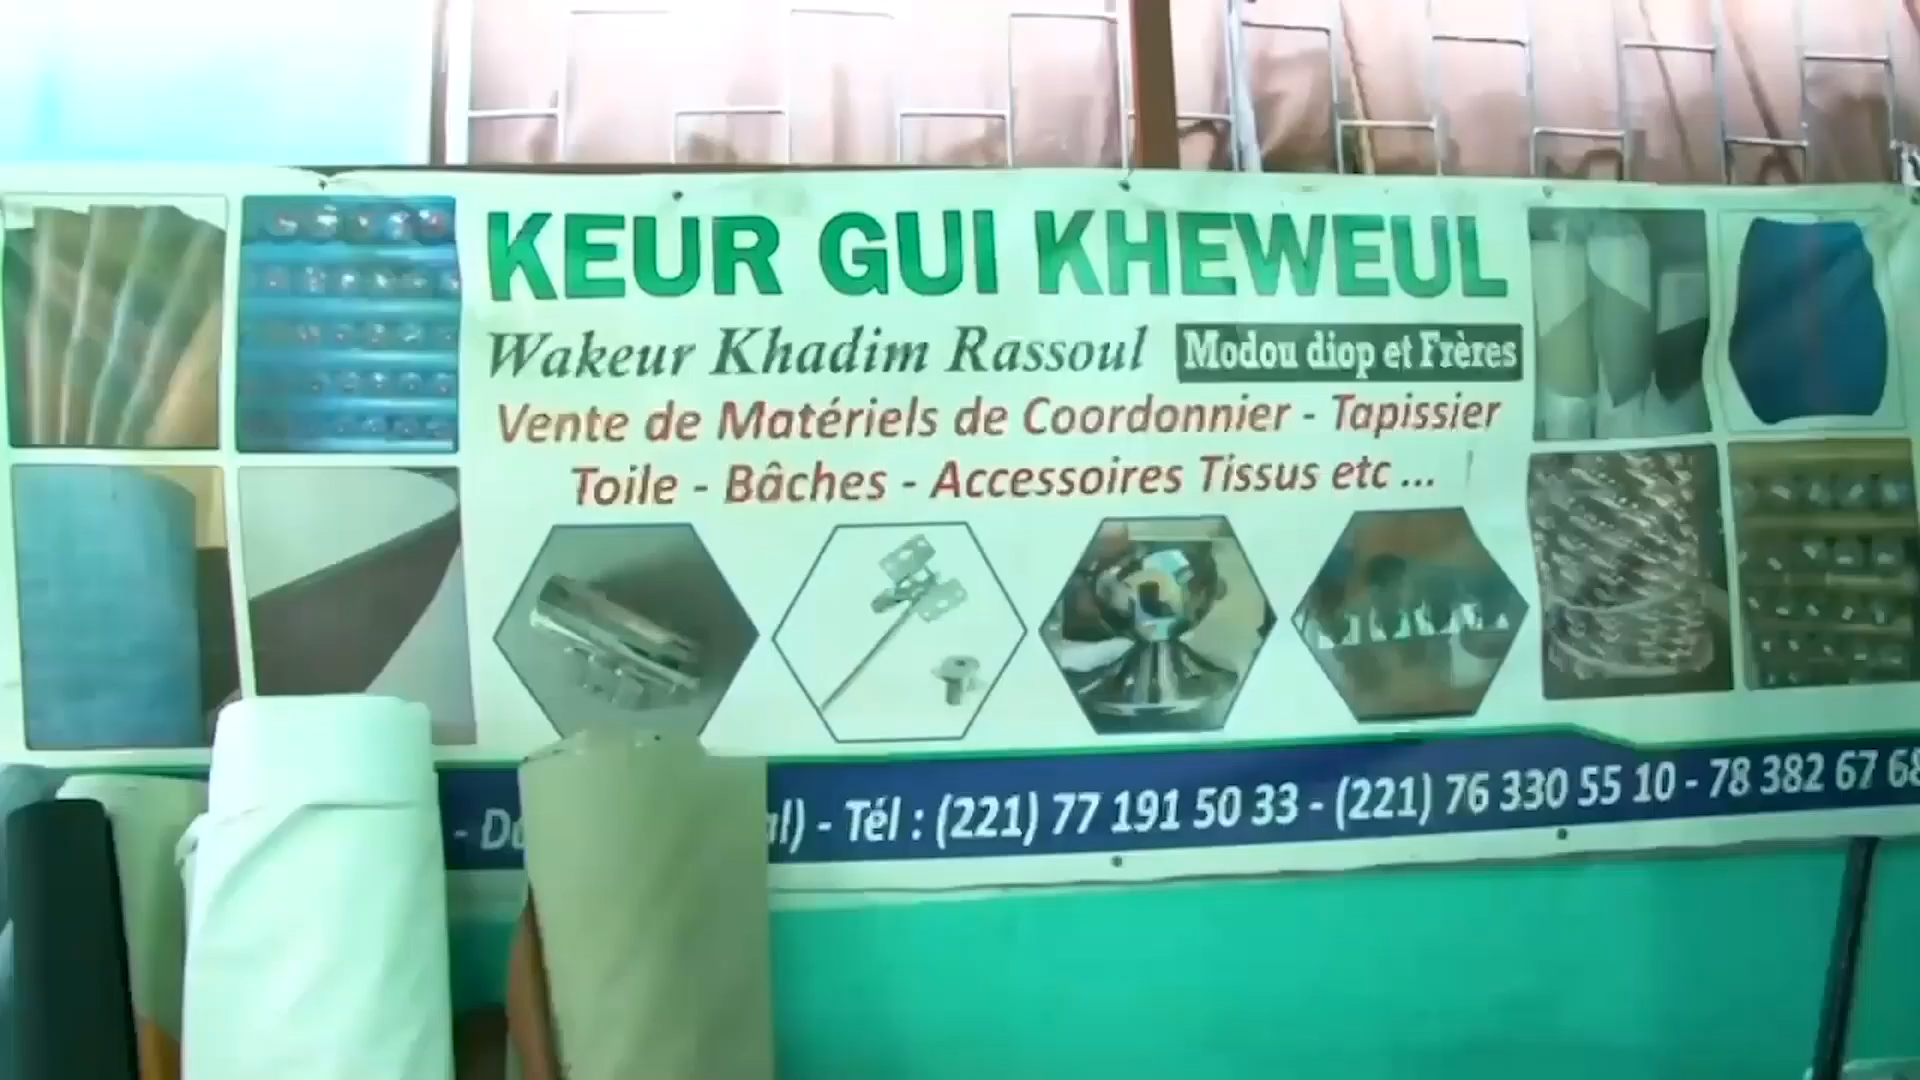 KEUR GUI KHEWEUL
Wakeur Khadim Rassoul Modou diop et Frères
Vente de Matériels de Coordonnier - Tapissier
Toile - Bâches - Accessoires Tissus etc ...
- Tél : (221) 77 191 50 33 - (221) 76 330 55 10 - 78 382 67 68